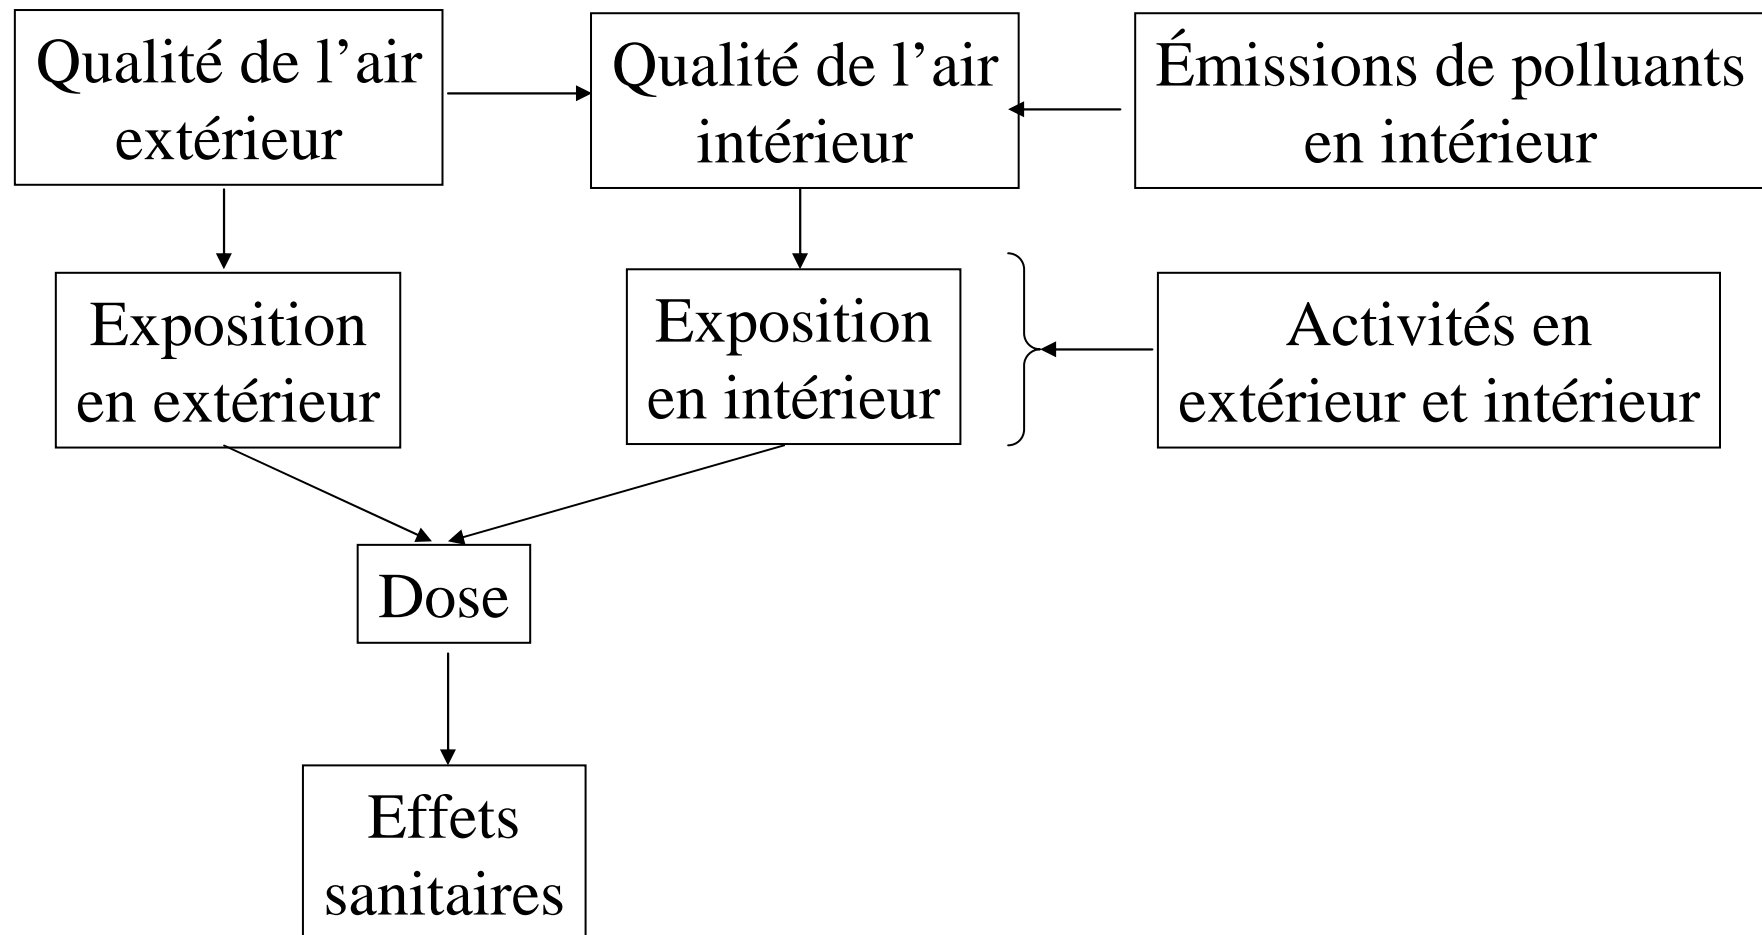 Qualité de l’air
extérieur
Qualité de l’air
intérieur
Émissions de polluants
en intérieur
Exposition
en extérieur
Exposition
en intérieur
Activités en
extérieur et intérieur
Dose
Effets
sanitaires